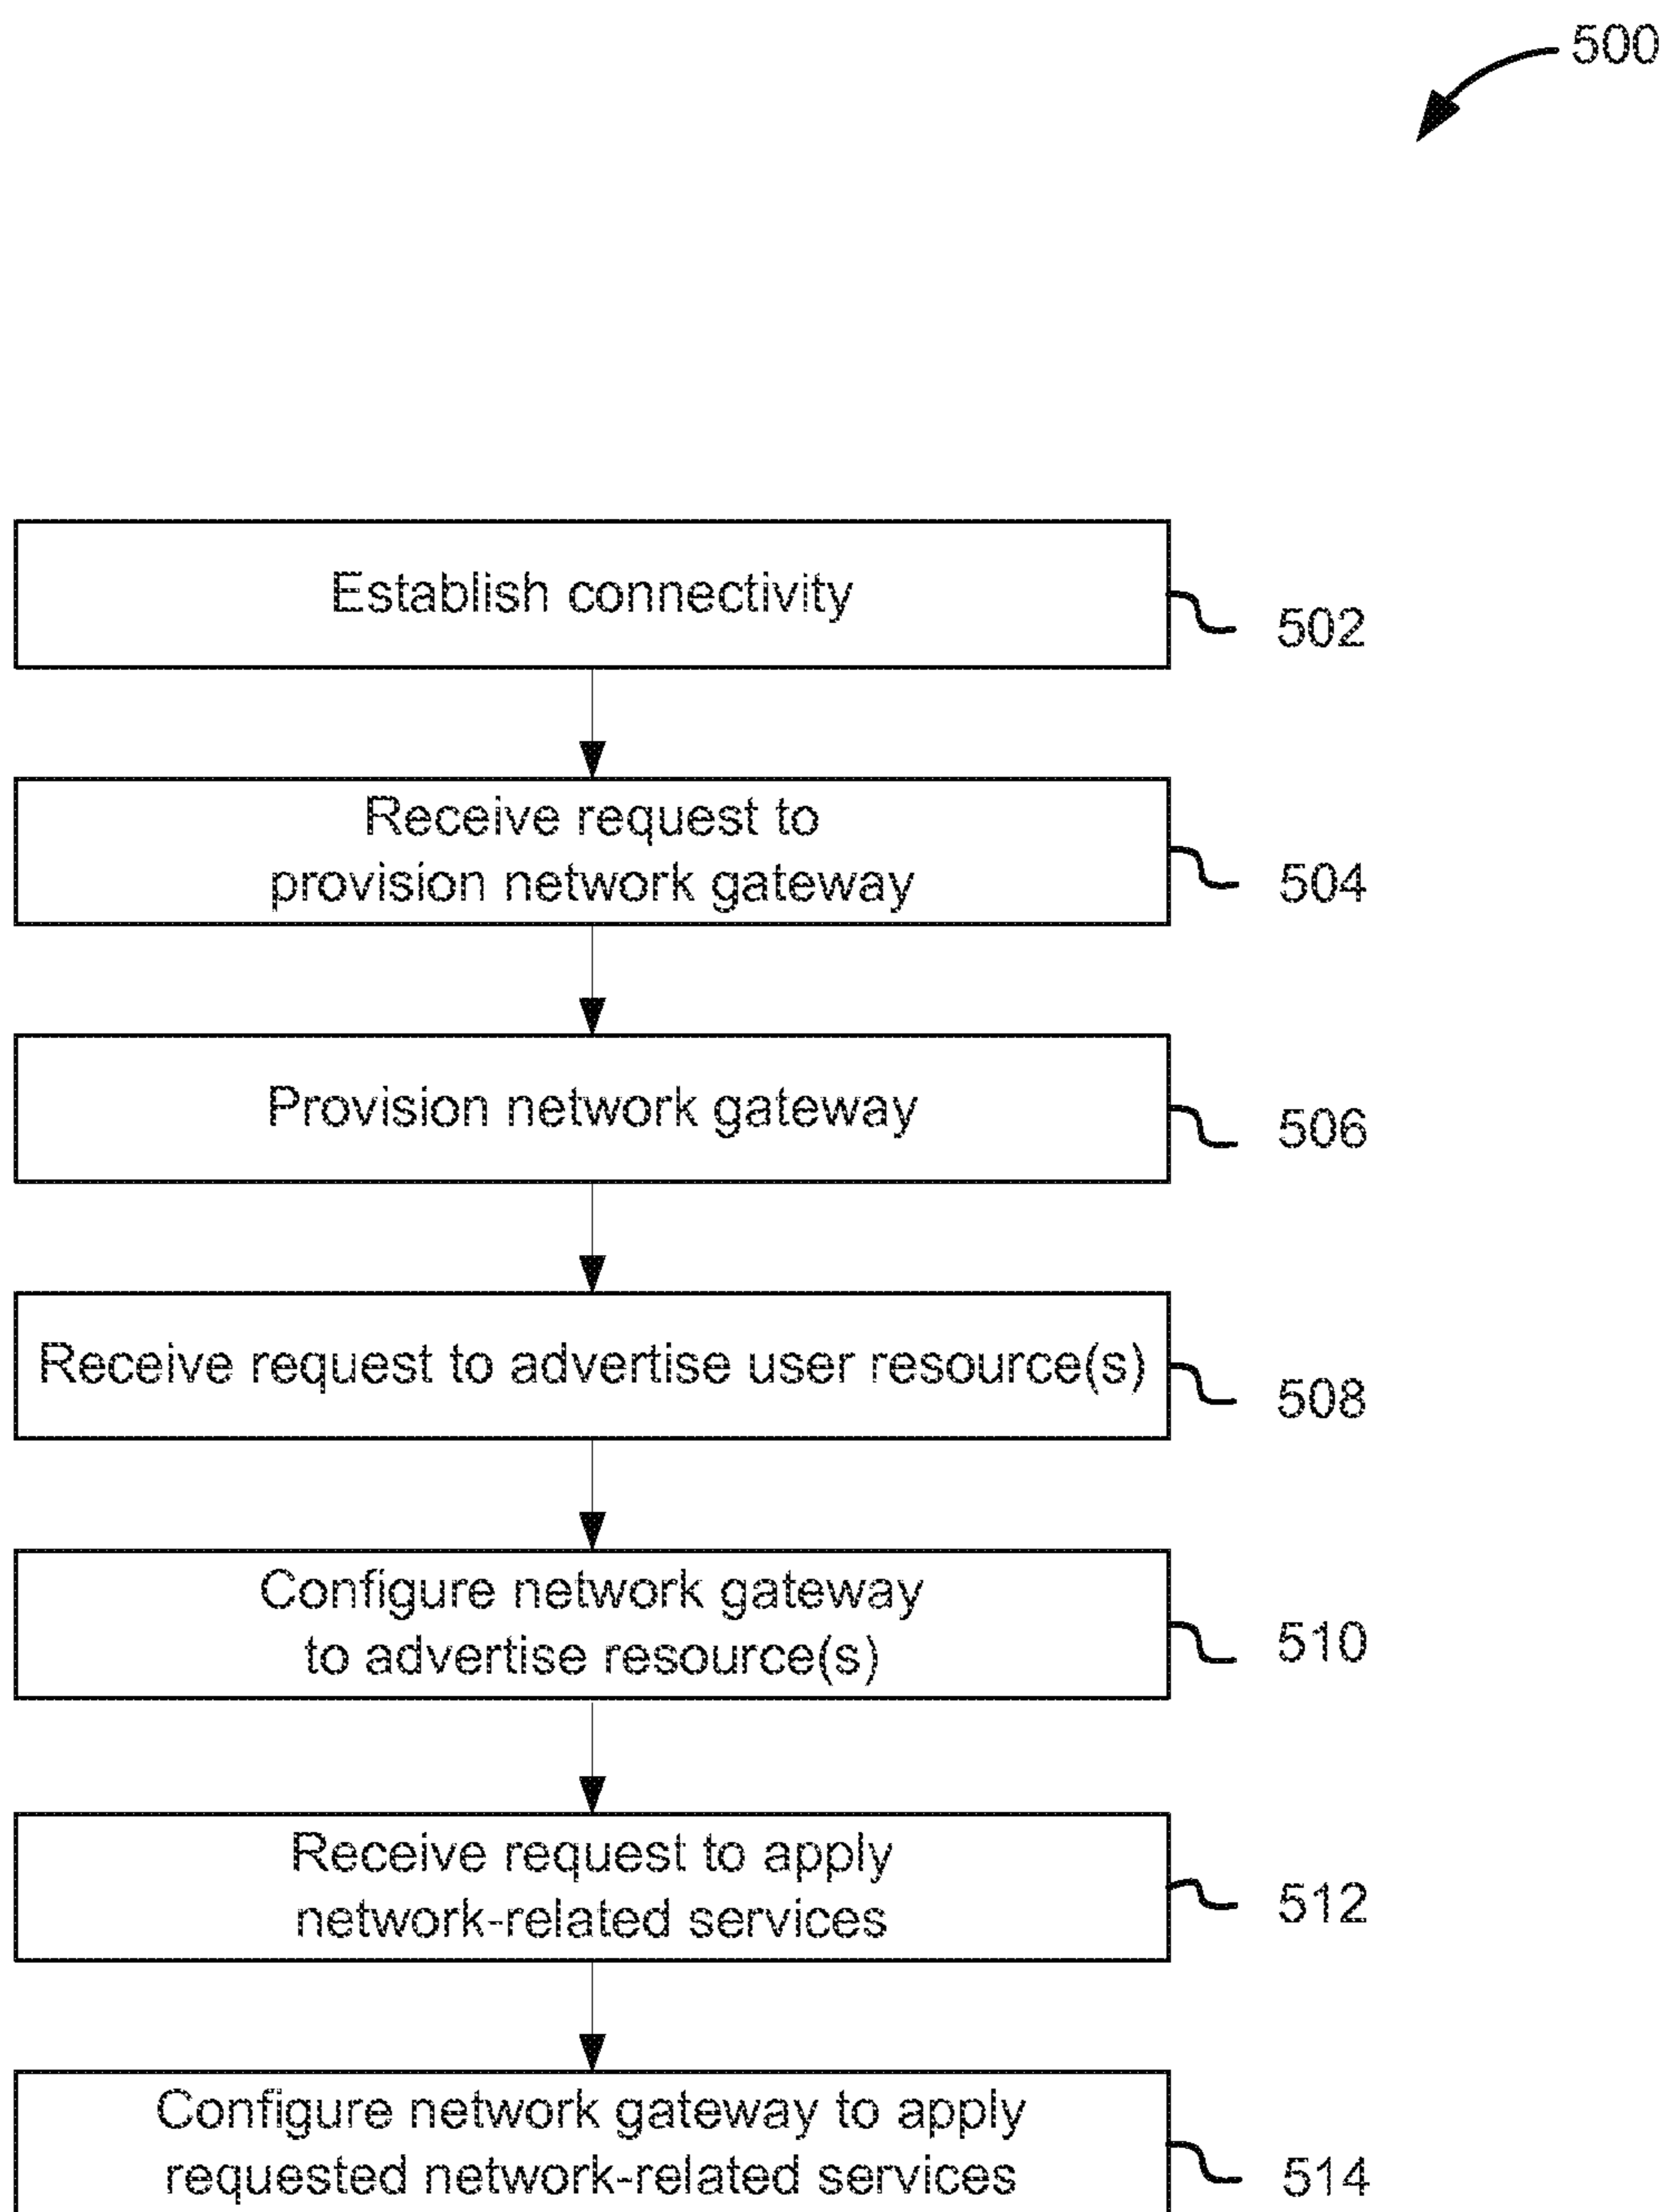 500
Establish connectivity
502
Receive request to
provision network gateway
504
Provision network gateway
506
Receive request to advertise user resource(s)
508
Configure network gateway
to advertise resource(s)
510
Receive request to apply
network-related services
512
Configure network gateway to apply
requested network-related services
514